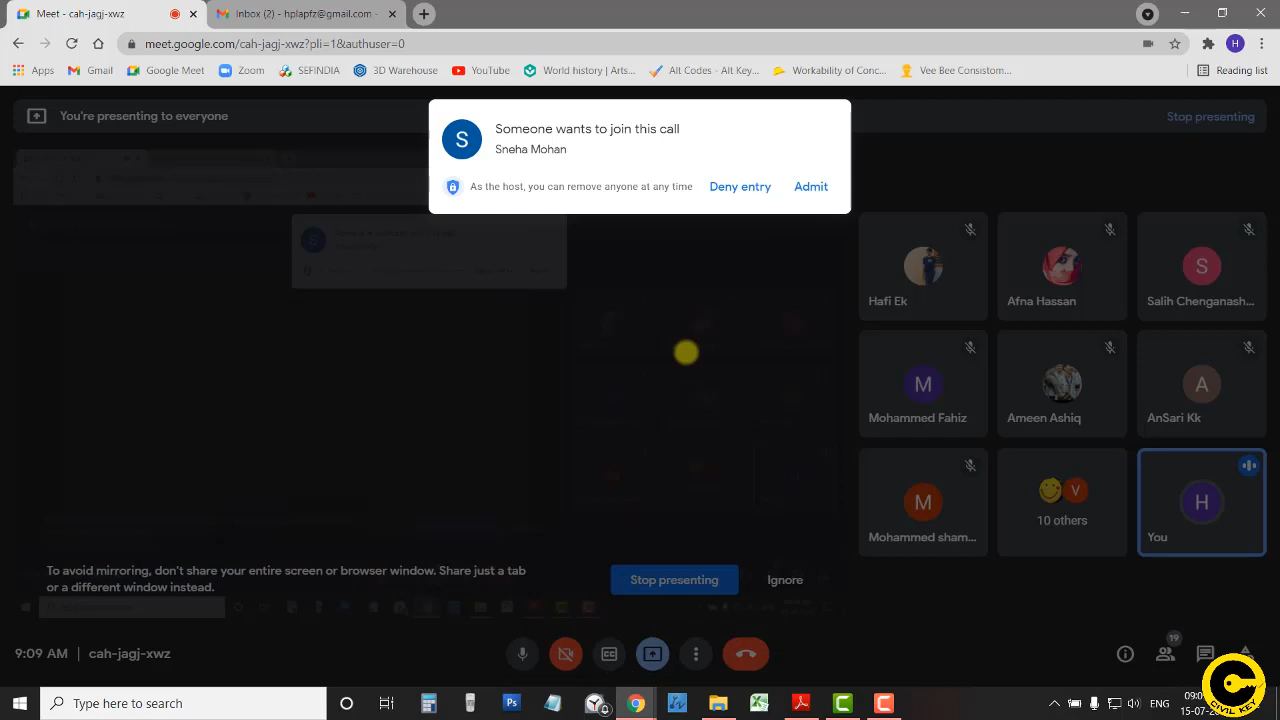 Meet - cah-jagj-xwz
Inbox (2) - hplapfz@gmail.com
meet.google.com/cah-jagj-xwz?pli=1&authuser=0
H
Apps
Gmail
Google Meet
Zoom
SEFINDIA
3D Warehouse
YouTube
World history | Arts...
Alt Codes - Alt Key...
Workability of Conc...
Vee Bee Consistom...
Reading list
You're presenting to everyone
Stop presenting
S
Someone wants to join this call
Sneha Mohan
As the host, you can remove anyone at any time
Deny entry
Admit
Hafi Ek
Afna Hassan
S
Salih Chenganash...
M
Mohammed Fahiz
Ameen Ashiq
A
AnSari Kk
M
Mohammed sham...
V
10 others
H
You
To avoid mirroring, don't share your entire screen or browser window. Share just a tab
or a different window instead.
Stop presenting
Ignore
9:09 AM
cah-jagj-xwz
19
Type here to search
Ps
ENG
15-07-2
CIVIL KEY